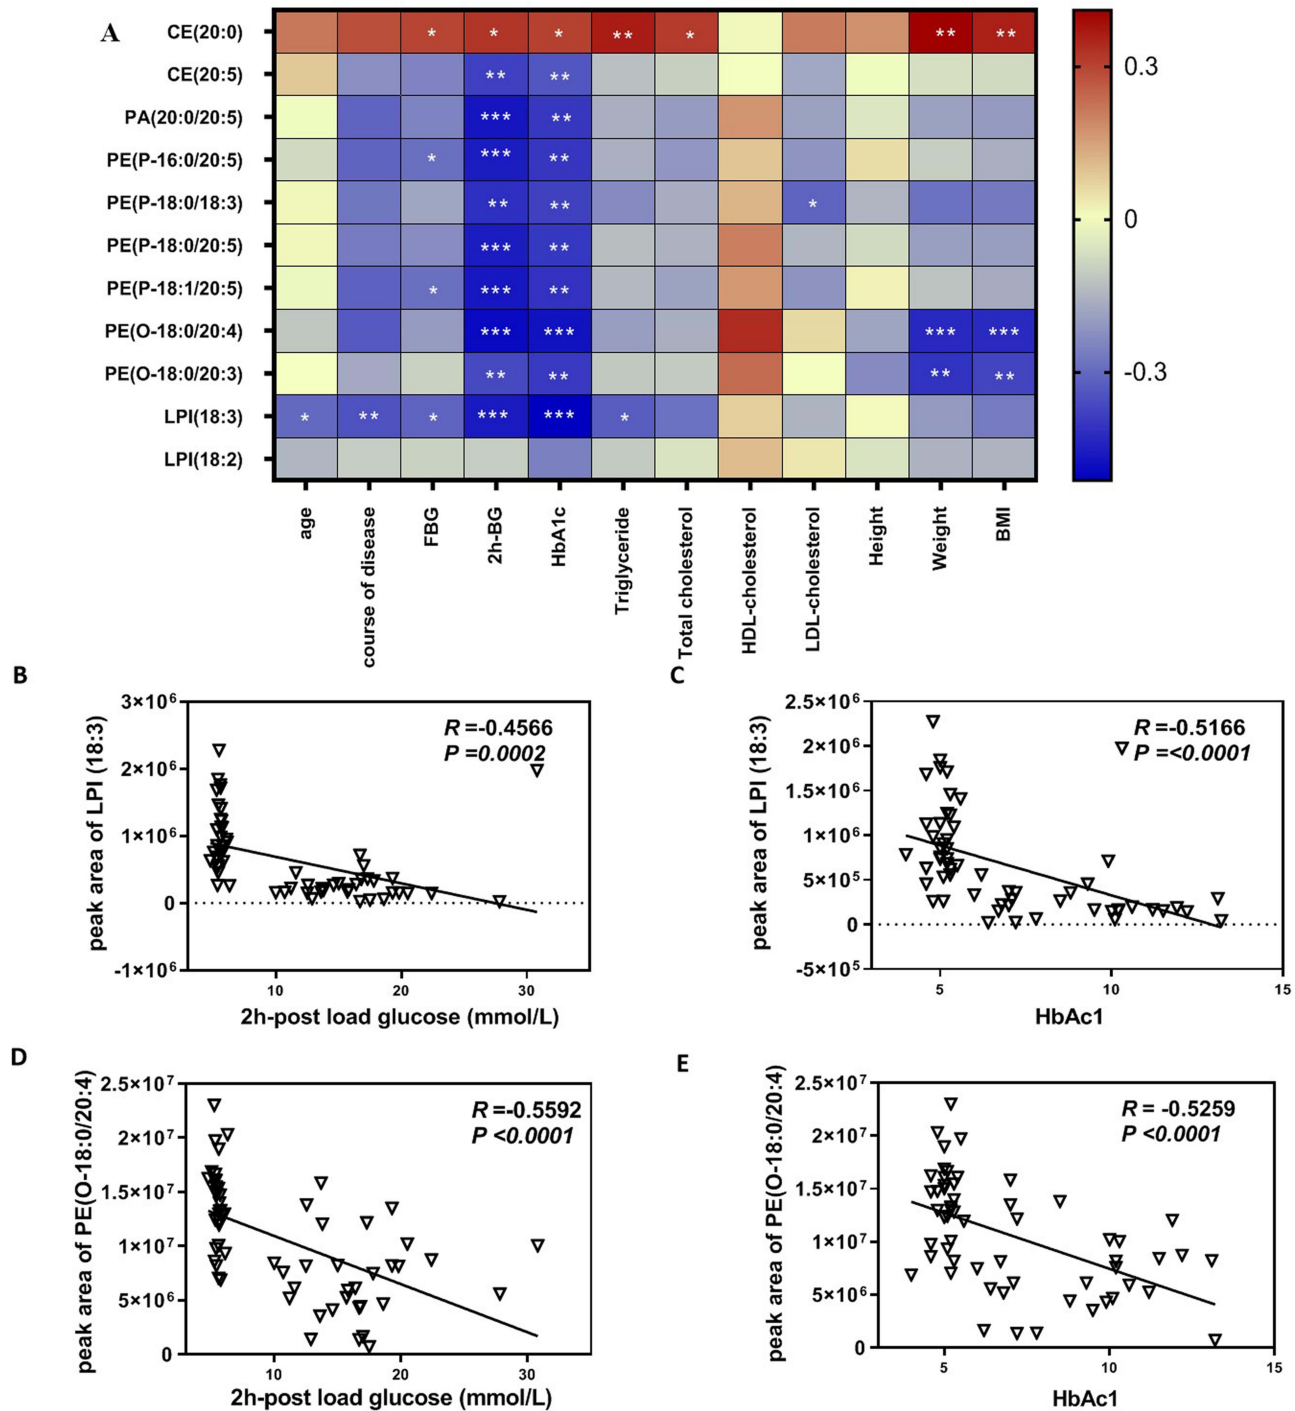 A
CE(20:0) * * * ** * ** **
CE(20:5) ** **
PA(20:0/20:5) *** **
PE(P-16:0/20:5) * *** **
PE(P-18:0/18:3) ** ** *
PE(P-18:0/20:5) *** **
PE(P-18:1/20:5) * *** **
PE(O-18:0/20:4) *** *** *** ***
PE(O-18:0/20:3) ** ** ** **
LPI(18:3) * ** * *** *** *
LPI(18:2)
0.3
0
-0.3
age
course of disease
FBG
2h-BG
HbA1c
Triglyceride
Total cholesterol
HDL-cholesterol
LDL-cholesterol
Height
Weight
BMI
B
peak area of LPI (18:3)
3×10⁶
2×10⁶
1×10⁶
0
-1×10⁶
R =-0.4566
P =0.0002
10 20 30
2h-post load glucose (mmol/L)
C
peak area of LPI (18:3)
2.5×10⁶
2×10⁶
1.5×10⁶
1×10⁶
5×10⁵
0
-5×10⁵
R =-0.5166
P =<0.0001
5 10 15
HbAc1
D
peak area of PE(O-18:0/20:4)
2.5×10⁷
2×10⁷
1.5×10⁷
1×10⁷
5×10⁶
0
R =-0.5592
P <0.0001
10 20 30
2h-post load glucose (mmol/L)
E
peak area of PE(O-18:0/20:4)
2.5×10⁷
2×10⁷
1.5×10⁷
1×10⁷
5×10⁶
0
R = -0.5259
P <0.0001
5 10 15
HbAc1